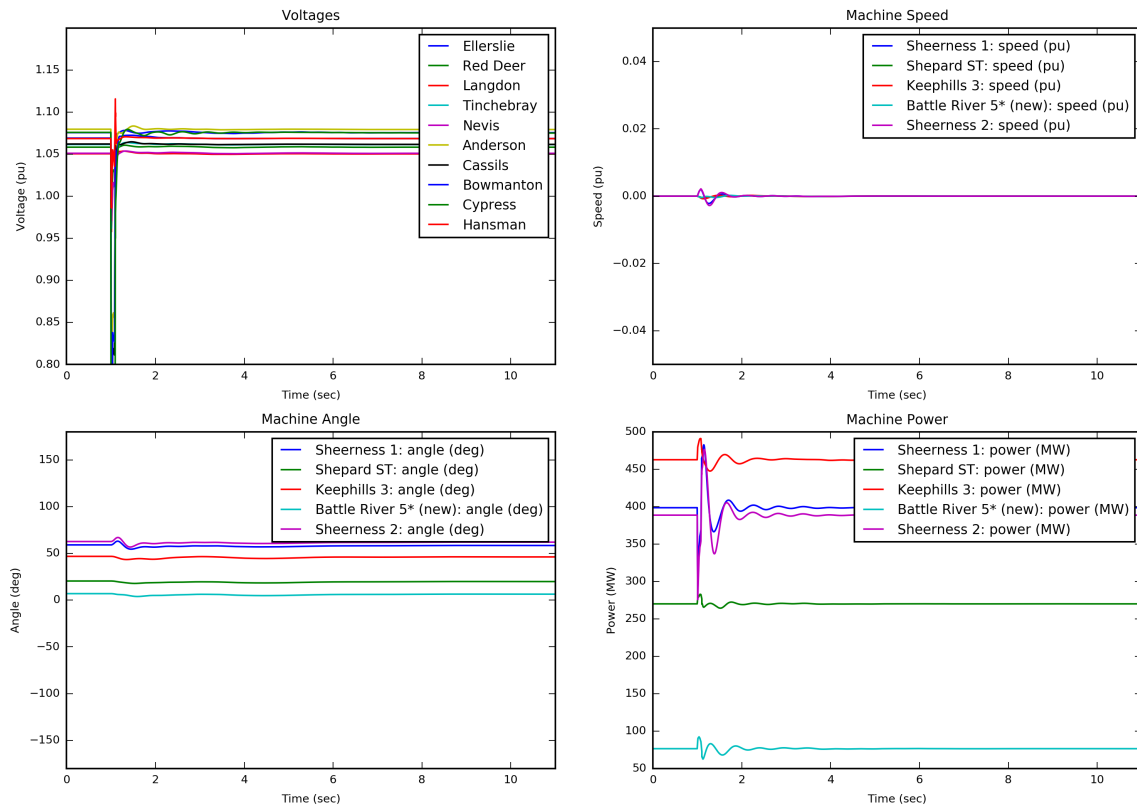 Voltages
Voltage (pu)
1.15
1.10
1.05
1.00
0.95
0.90
0.85
0.80
0
2
4
6
8
10
Time (sec)
Ellerslie
Red Deer
Langdon
Tinchebray
Nevis
Anderson
Cassils
Bowmanton
Cypress
Hansman
Machine Speed
Speed (pu)
0.04
0.02
0.00
−0.02
−0.04
0
2
4
6
8
10
Time (sec)
Sheerness 1: speed (pu)
Shepard ST: speed (pu)
Keephills 3: speed (pu)
Battle River 5* (new): speed (pu)
Sheerness 2: speed (pu)
Machine Angle
Angle (deg)
150
100
50
0
−50
−100
−150
0
2
4
6
8
10
Time (sec)
Sheerness 1: angle (deg)
Shepard ST: angle (deg)
Keephills 3: angle (deg)
Battle River 5* (new): angle (deg)
Sheerness 2: angle (deg)
Machine Power
Power (MW)
500
450
400
350
300
250
200
150
100
50
0
2
4
6
8
10
Time (sec)
Sheerness 1: power (MW)
Shepard ST: power (MW)
Keephills 3: power (MW)
Battle River 5* (new): power (MW)
Sheerness 2: power (MW)